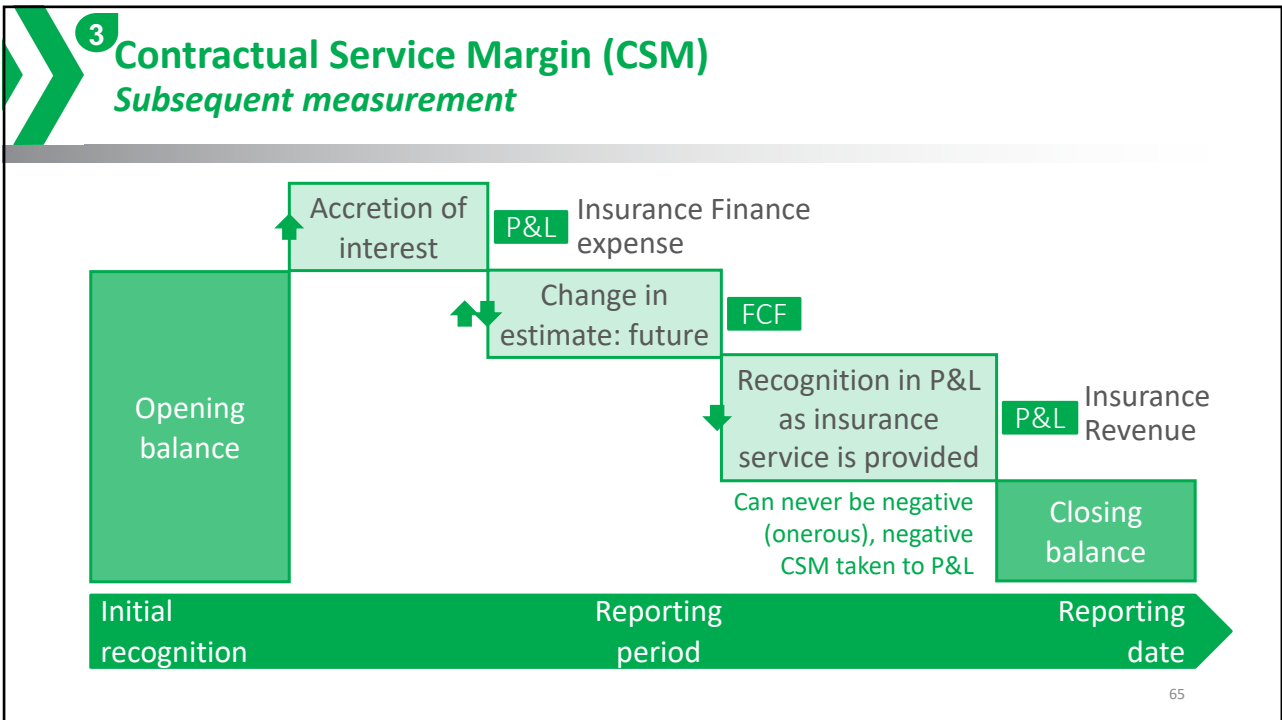 3
Contractual Service Margin (CSM)
Subsequent measurement
Accretion of
interest
P&L
Insurance Finance
expense
Change in
estimate: future
FCF
Opening
balance
Recognition in P&L
as insurance
service is provided
P&L
Insurance
Revenue
Can never be negative
(onerous), negative
CSM taken to P&L
Closing
balance
Initial
recognition
Reporting
period
Reporting
date
65